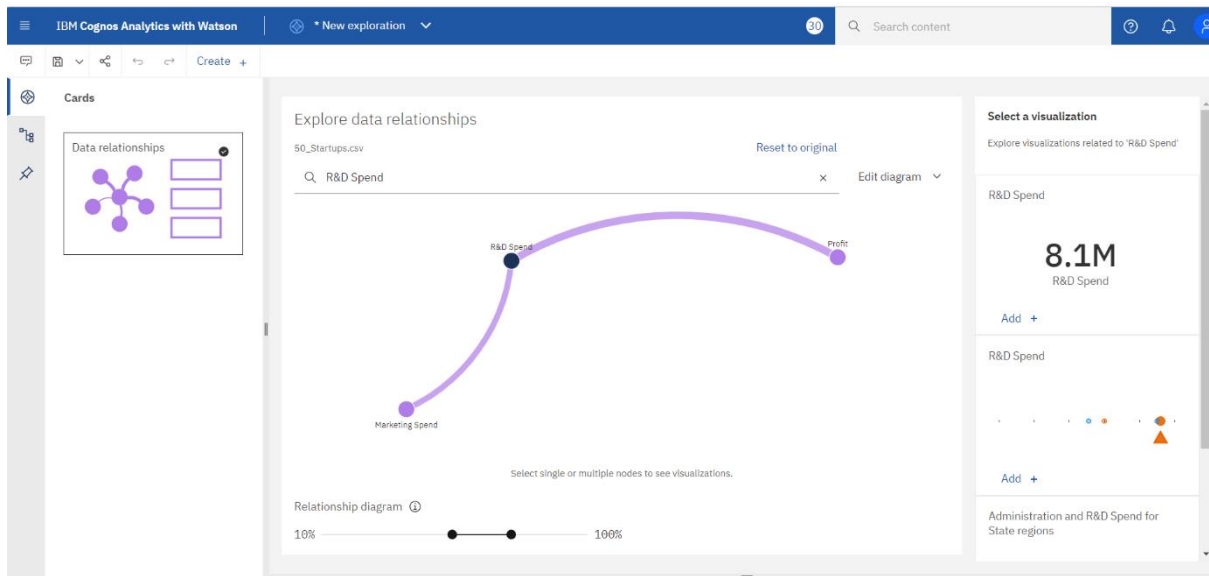 IBM Cognos Analytics with Watson
* New exploration
30
Search content
Create +
Cards
Data relationships
Explore data relationships
50_Startups.csv
Reset to original
R&D Spend
Edit diagram
R&D Spend
Profit
Marketing Spend
Select single or multiple nodes to see visualizations.
Relationship diagram
10%
100%
Select a visualization
Explore visualizations related to 'R&D Spend'
R&D Spend
8.1M
R&D Spend
Add +
R&D Spend
Add +
Administration and R&D Spend for
State regions